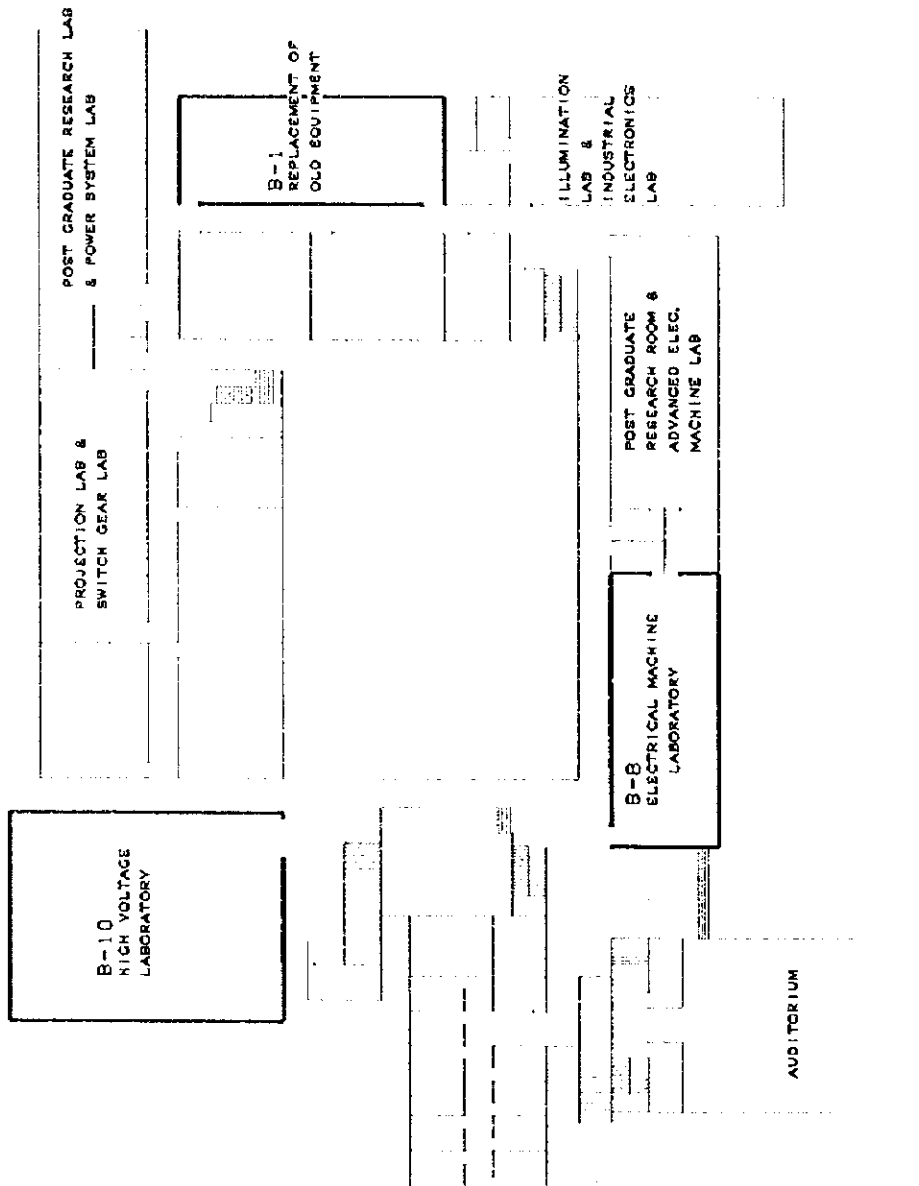 POST GRADUATE RESEARCH LAB
& POWER SYSTEM LAB
PROJECTION LAB &
SWITCH GEAR LAB
B-10
HIGH VOLTAGE
LABORATORY
B-1
REPLACEMENT OF
OLD EQUIPMENT
ILLUMINATION
LAB &
INDUSTRIAL
ELECTRONICS
LAB
POST GRADUATE
RESEARCH ROOM &
ADVANCED ELEC.
MACHINE LAB
B-8
ELECTRICAL MACHINE
LABORATORY
AUDITORIUM